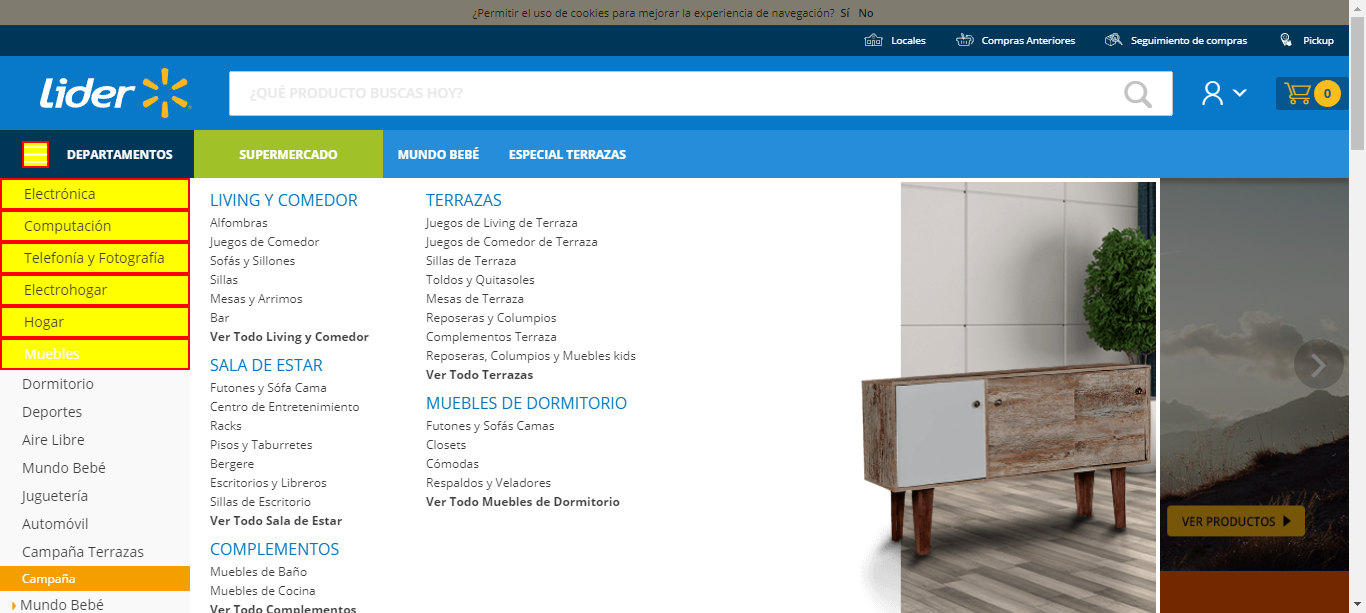 ¿Permitir el uso de cookies para mejorar la experiencia de navegación? Sí No
Locales Compras Anteriores Seguimiento de compras Pickup
lider
¿QUÉ PRODUCTO BUSCAS HOY?
0
DEPARTAMENTOS SUPERMERCADO MUNDO BEBÉ ESPECIAL TERRAZAS
Electrónica
Computación
Telefonía y Fotografía
Electrohogar
Hogar
Muebles
Dormitorio
Deportes
Aire Libre
Mundo Bebé
Juguetería
Automóvil
Campaña Terrazas
Campaña
Mundo Bebé
LIVING Y COMEDOR
Alfombras
Juegos de Comedor
Sofás y Sillones
Sillas
Mesas y Arrimos
Bar
Ver Todo Living y Comedor
SALA DE ESTAR
Futones y Sófa Cama
Centro de Entretenimiento
Racks
Pisos y Taburretes
Bergere
Escritorios y Libreros
Sillas de Escritorio
Ver Todo Sala de Estar
COMPLEMENTOS
Muebles de Baño
Muebles de Cocina
Ver Todo Complementos
TERRAZAS
Juegos de Living de Terraza
Juegos de Comedor de Terraza
Sillas de Terraza
Toldos y Quitasoles
Mesas de Terraza
Reposeras y Columpios
Complementos Terraza
Reposeras, Columpios y Muebles kids
Ver Todo Terrazas
MUEBLES DE DORMITORIO
Futones y Sofás Camas
Closets
Cómodas
Respaldos y Veladores
Ver Todo Muebles de Dormitorio
VER PRODUCTOS